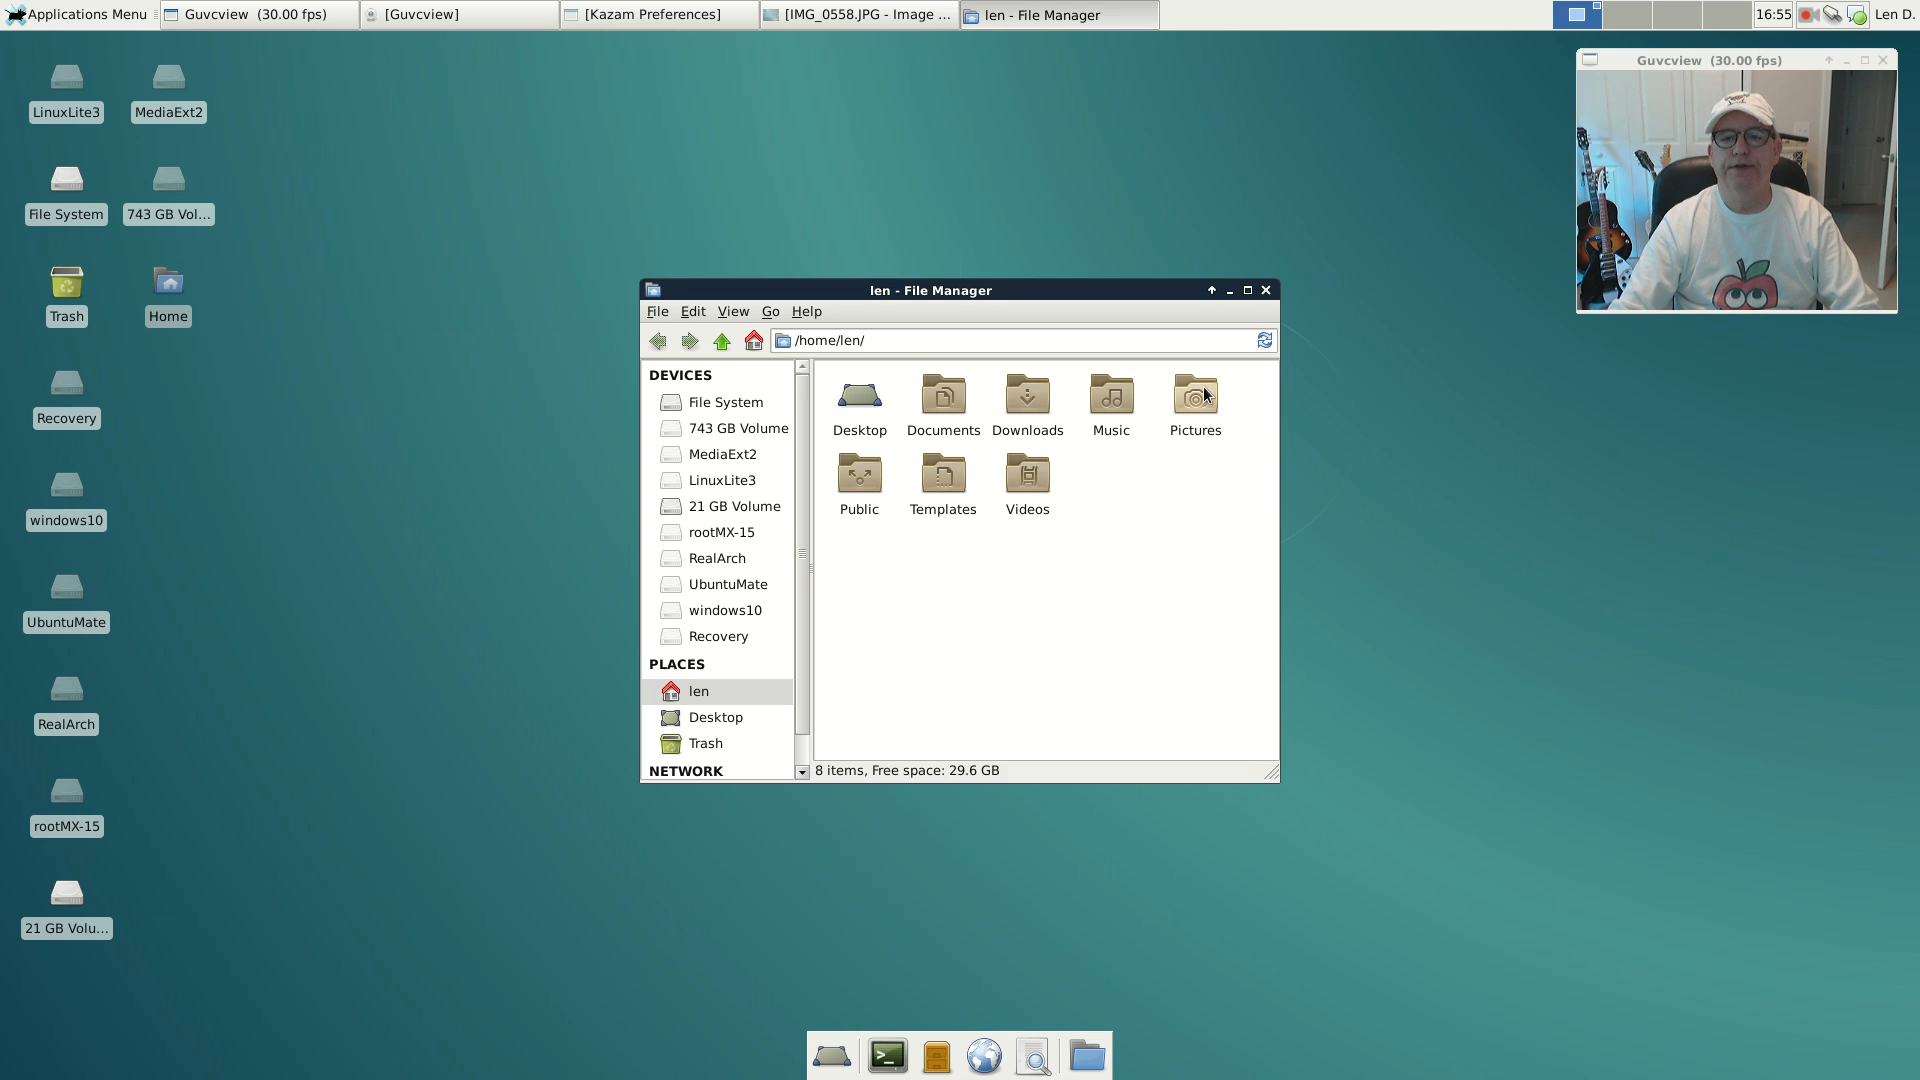 Applications Menu
Guvcview  (30.00 fps)
[Guvcview]
[Kazam Preferences]
[IMG_0558.JPG - Image ...
len - File Manager
16:55
Len D.
LinuxLite3
MediaExt2
File System
743 GB Vol...
Trash
Home
Recovery
windows10
UbuntuMate
RealArch
rootMX-15
21 GB Volu...
Guvcview  (30.00 fps)
len - File Manager
File Edit View Go Help
/home/len/
DEVICES
File System
743 GB Volume
MediaExt2
LinuxLite3
21 GB Volume
rootMX-15
RealArch
UbuntuMate
windows10
Recovery
PLACES
len
Desktop
Trash
NETWORK
Desktop Documents Downloads Music Pictures
Public Templates Videos
8 items, Free space: 29.6 GB